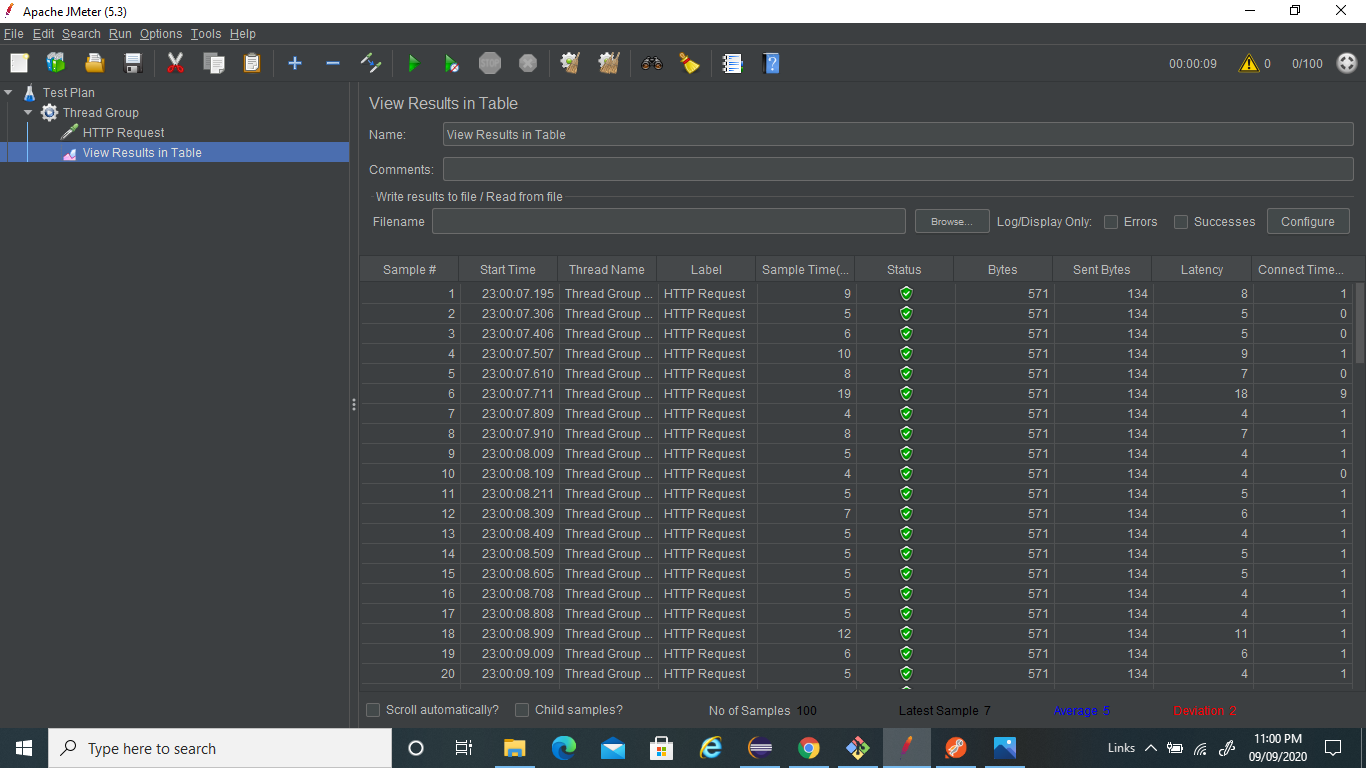 Apache JMeter (5.3)
File Edit Search Run Options Tools Help
STOP 00:00:09 0 0/100
Test Plan
Thread Group
HTTP Request
View Results in Table
View Results in Table
Name: View Results in Table
Comments:
Write results to file / Read from file
Filename Browse... Log/Display Only: Errors Successes Configure
Sample # Start Time Thread Name Label Sample Time(... Status Bytes Sent Bytes Latency Connect Time...
1 23:00:07.195 Thread Group ... HTTP Request 9 571 134 8 1
2 23:00:07.306 Thread Group ... HTTP Request 5 571 134 5 0
3 23:00:07.406 Thread Group ... HTTP Request 6 571 134 5 0
4 23:00:07.507 Thread Group ... HTTP Request 10 571 134 9 1
5 23:00:07.610 Thread Group ... HTTP Request 8 571 134 7 0
6 23:00:07.711 Thread Group ... HTTP Request 19 571 134 18 9
7 23:00:07.809 Thread Group ... HTTP Request 4 571 134 4 1
8 23:00:07.910 Thread Group ... HTTP Request 8 571 134 7 1
9 23:00:08.009 Thread Group ... HTTP Request 5 571 134 4 1
10 23:00:08.109 Thread Group ... HTTP Request 4 571 134 4 0
11 23:00:08.211 Thread Group ... HTTP Request 5 571 134 5 1
12 23:00:08.309 Thread Group ... HTTP Request 7 571 134 6 1
13 23:00:08.409 Thread Group ... HTTP Request 5 571 134 4 1
14 23:00:08.509 Thread Group ... HTTP Request 5 571 134 5 1
15 23:00:08.605 Thread Group ... HTTP Request 5 571 134 5 1
16 23:00:08.708 Thread Group ... HTTP Request 5 571 134 4 1
17 23:00:08.808 Thread Group ... HTTP Request 5 571 134 4 1
18 23:00:08.909 Thread Group ... HTTP Request 12 571 134 11 1
19 23:00:09.009 Thread Group ... HTTP Request 6 571 134 6 1
20 23:00:09.109 Thread Group ... HTTP Request 5 571 134 4 1
Scroll automatically? Child samples? No of Samples 100 Latest Sample 7 Average 5 Deviation 2
Type here to search
Links
11:00 PM
09/09/2020